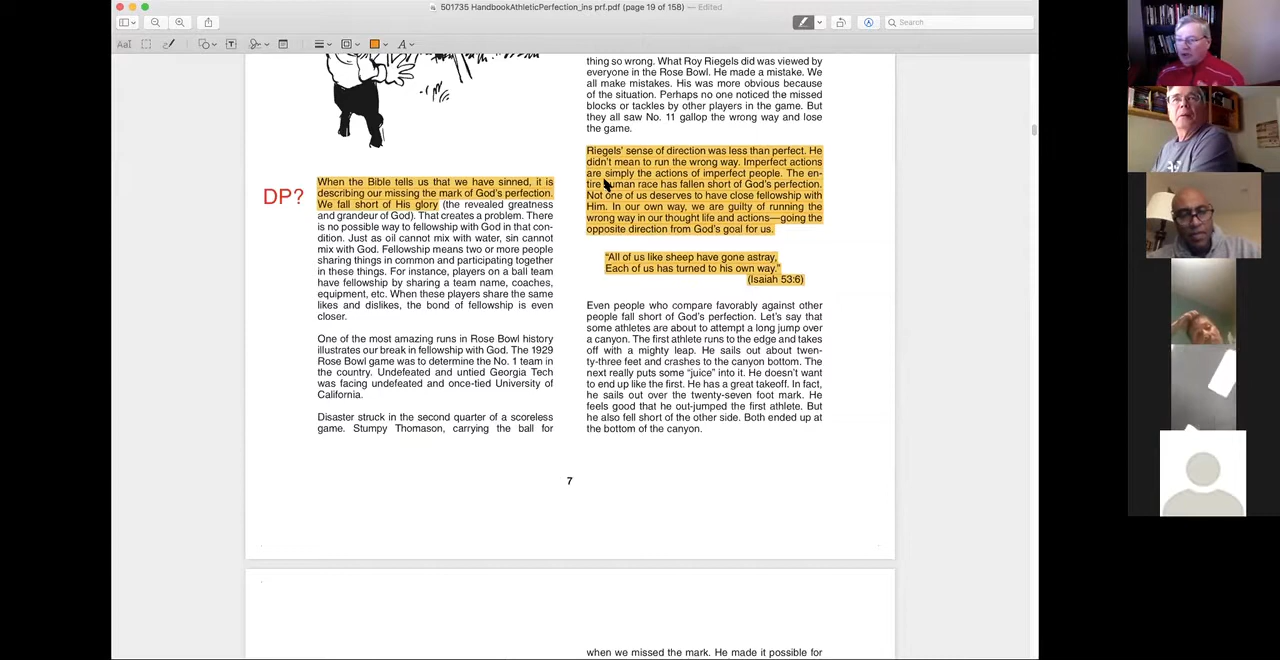 501735 HandbookAthleticPerfection_ins prf.pdf (page 19 of 158) — Edited
Search
DP?
When the Bible tells us that we have sinned, it is
describing our missing the mark of God's perfection.
We fall short of His glory (the revealed greatness
and grandeur of God). That creates a problem. There
is no possible way to fellowship with God in that con-
dition. Just as oil cannot mix with water, sin cannot
mix with God. Fellowship means two or more people
sharing things in common and participating together
in these things. For instance, players on a ball team
have fellowship by sharing a team name, coaches,
equipment, etc. When these players share the same
likes and dislikes, the bond of fellowship is even
closer.
One of the most amazing runs in Rose Bowl history
illustrates our break in fellowship with God. The 1929
Rose Bowl game was to determine the No. 1 team in
the country. Undefeated and untied Georgia Tech
was facing undefeated and once-tied University of
California.
Disaster struck in the second quarter of a scoreless
game. Stumpy Thomason, carrying the ball for
thing so wrong. What Roy Riegels did was viewed by
everyone in the Rose Bowl. He made a mistake. We
all make mistakes. His was more obvious because
of the situation. Perhaps no one noticed the missed
blocks or tackles by other players in the game. But
they all saw No. 11 gallop the wrong way and lose
the game.
Riegels' sense of direction was less than perfect. He
didn't mean to run the wrong way. Imperfect actions
are simply the actions of imperfect people. The en-
tire human race has fallen short of God's perfection.
Not one of us deserves to have close fellowship with
Him. In our own way, we are guilty of running the
wrong way in our thought life and actions—going the
opposite direction from God's goal for us.
“All of us like sheep have gone astray,
Each of us has turned to his own way.”
(Isaiah 53:6)
Even people who compare favorably against other
people fall short of God's perfection. Let's say that
some athletes are about to attempt a long jump over
a canyon. The first athlete runs to the edge and takes
off with a mighty leap. He sails out about twen-
ty-three feet and crashes to the canyon bottom. The
next really puts some “juice” into it. He doesn't want
to end up like the first. He has a great takeoff. In fact,
he sails out over the twenty-seven foot mark. He
feels good that he out-jumped the first athlete. But
he also fell short of the other side. Both ended up at
the bottom of the canyon.
7
when we missed the mark. He made it possible for